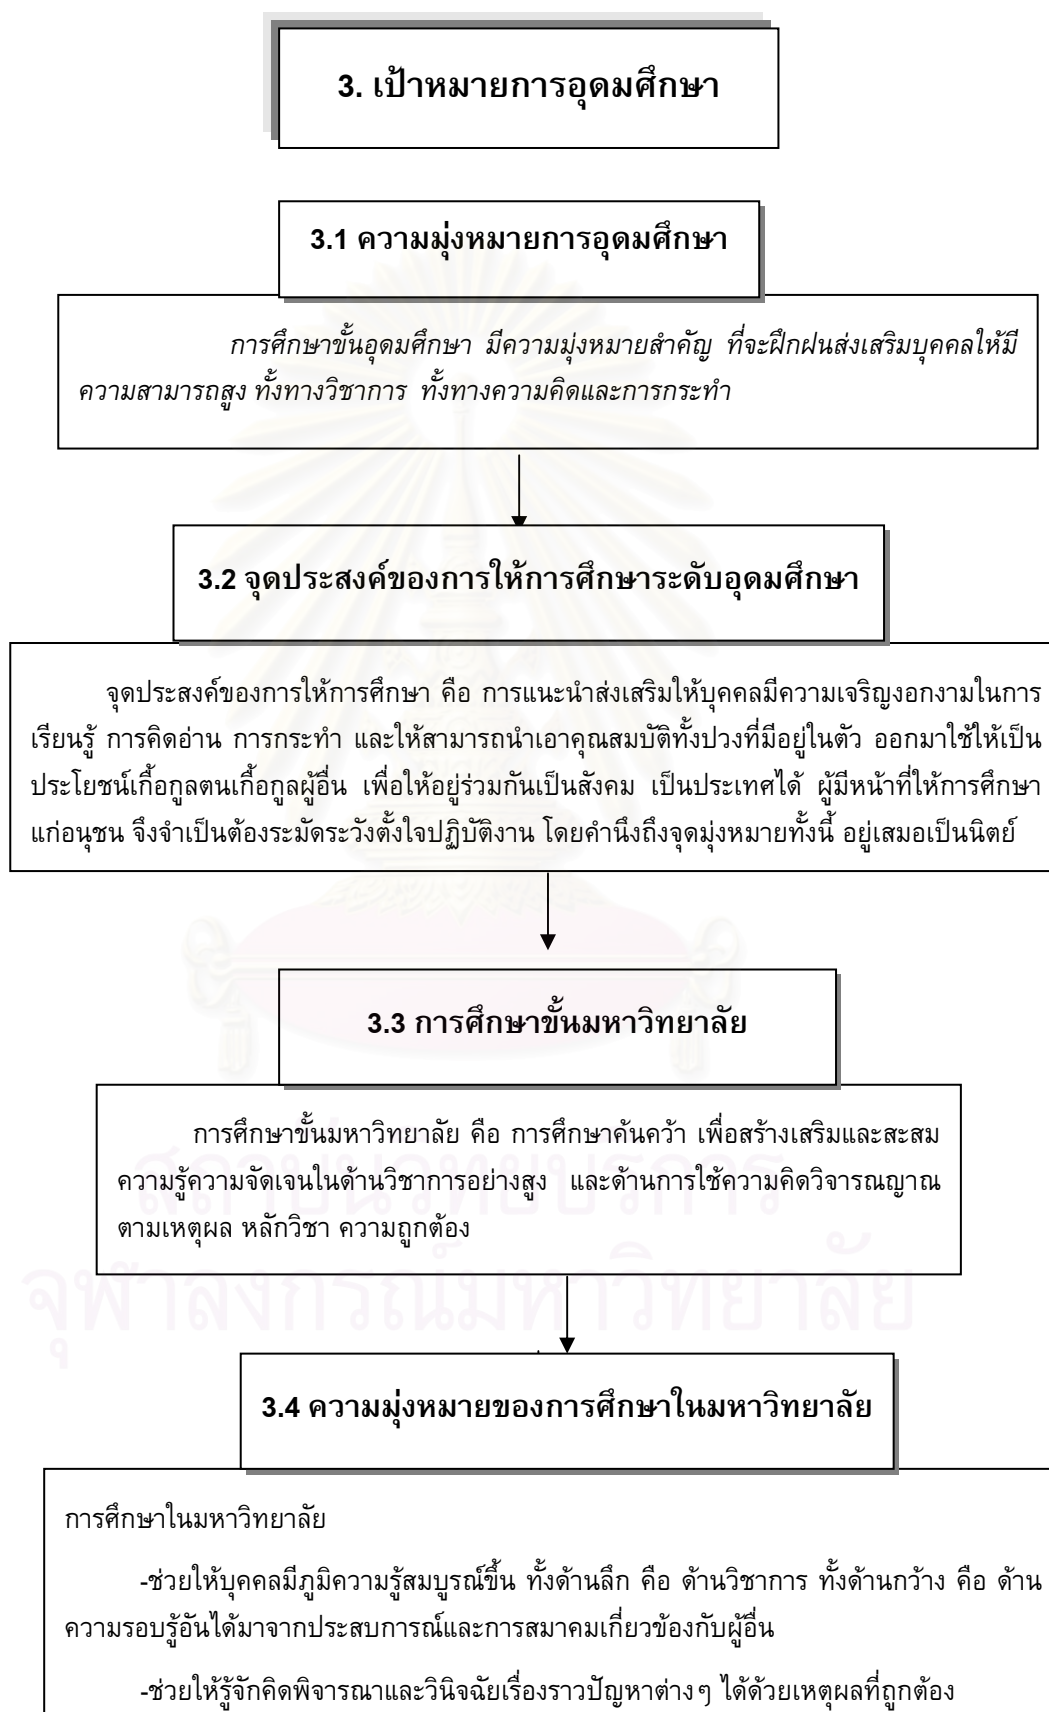 3. เป้าหมายการอุดมศึกษา
3.1 ความมุ่งหมายการอุดมศึกษา
การศึกษาขั้นอุดมศึกษา มีความมุ่งหมายสำคัญ ที่จะฝึกฝนส่งเสริมบุคคลให้มี
ความสามารถสูง ทั้งทางวิชาการ ทั้งทางความคิดและการกระทำ
3.2 จุดประสงค์ของการให้การศึกษาระดับอุดมศึกษา
จุดประสงค์ของการให้การศึกษา คือ การแนะนำส่งเสริมให้บุคคลมีความเจริญงอกงามในการ
เรียนรู้ การคิดอ่าน การกระทำ และให้สามารถนำเอาคุณสมบัติทั้งปวงที่มีอยู่ในตัว ออกมาใช้ให้เป็น
ประโยชน์เกื้อกูลตนเกื้อกูลผู้อื่น เพื่อให้อยู่ร่วมกันเป็นสังคม เป็นประเทศได้ ผู้มีหน้าที่ให้การศึกษา
แก่อนุชน จึงจำเป็นต้องระมัดระวังตั้งใจปฏิบัติงาน โดยคำนึงถึงจุดมุ่งหมายทั้งนี้ อยู่เสมอเป็นนิตย์
3.3 การศึกษาขั้นมหาวิทยาลัย
การศึกษาขั้นมหาวิทยาลัย คือ การศึกษาค้นคว้า เพื่อสร้างเสริมและสะสม
ความรู้ความจัดเจนในด้านวิชาการอย่างสูง และด้านการใช้ความคิดวิจารณญาณ
ตามเหตุผล หลักวิชา ความถูกต้อง
สถาบันวิทยบริการ
จุฬาลงกรณ์มหาวิทยาลัย
3.4 ความมุ่งหมายของการศึกษาในมหาวิทยาลัย
การศึกษาในมหาวิทยาลัย
-ช่วยให้บุคคลมีภูมิความรู้สมบูรณ์ขึ้น ทั้งด้านลึก คือ ด้านวิชาการ ทั้งด้านกว้าง คือ ด้าน
ความรอบรู้อันได้มาจากประสบการณ์และการสมาคมเกี่ยวข้องกับผู้อื่น
-ช่วยให้รู้จักคิดพิจารณาและวินิจฉัยเรื่องราวปัญหาต่างๆ ได้ด้วยเหตุผลที่ถูกต้อง